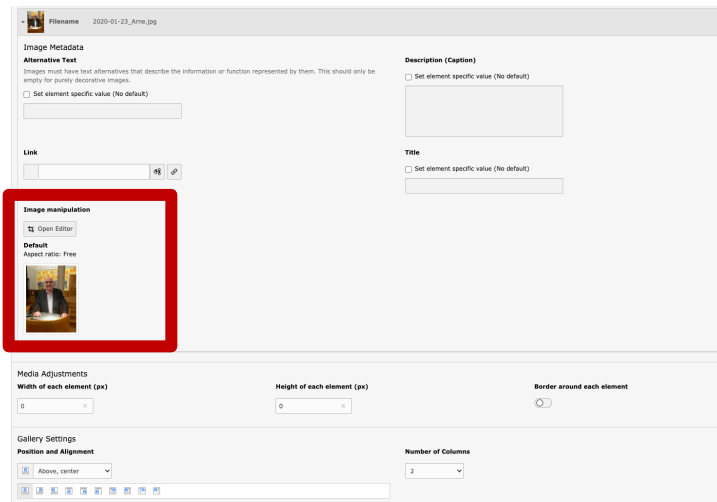 Filename 2020-01-23_Arne.jpg
Image Metadata
Alternative Text
Images must have text alternatives that describe the information or function represented by them. This should only be
empty for purely decorative images.
Set element specific value (No default)
Description (Caption)
Set element specific value (No default)
Link
Title
Set element specific value (No default)
Image manipulation
Open Editor
Default
Aspect ratio: Free
Media Adjustments
Width of each element (px)
Height of each element (px)
Border around each element
0
0
Gallery Settings
Position and Alignment
Number of Columns
Above, center
2